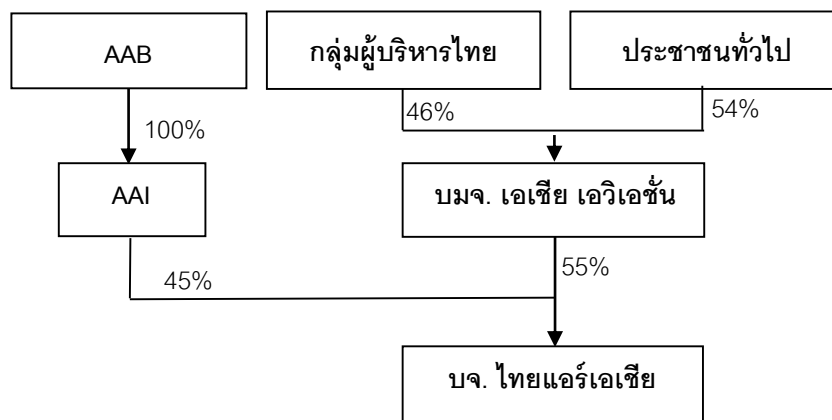 AAB
กลุ่มผู้บริหารไทย
ประชาชนทั่วไป
100%
46%
54%
AAI
บมจ. เอเชีย เอวิเอชั่น
45%
55%
บจ. ไทยแอร์เอเชีย